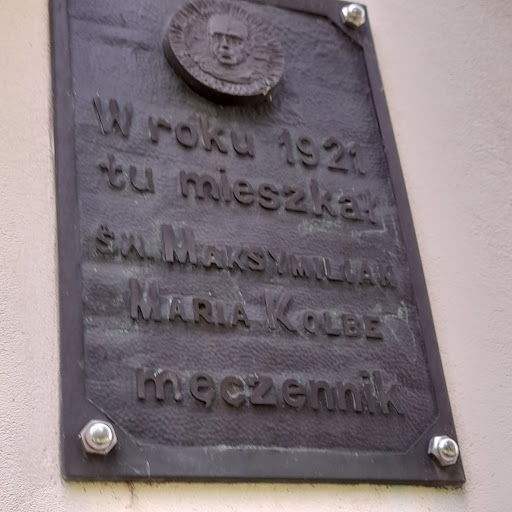 W roku 1921
tu mieszkał
ŚW. MAKSYMILIAN
MARIA KOLBE
męczennik